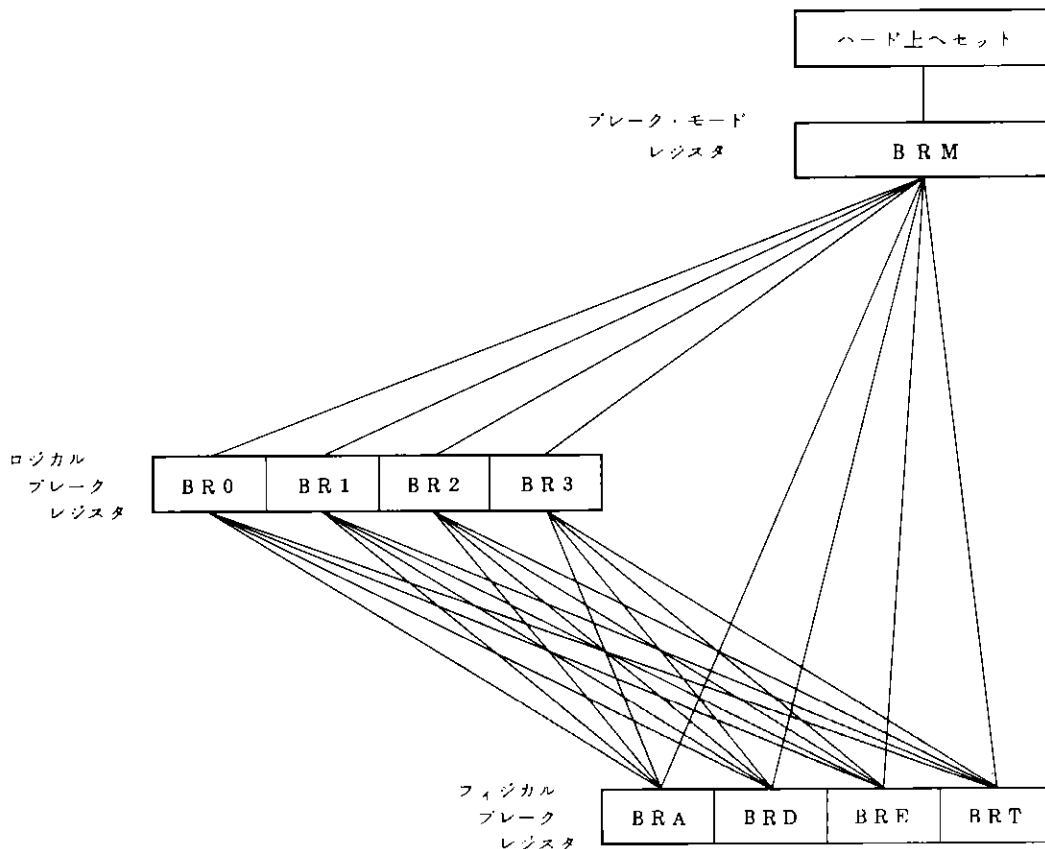 ハード上へセット
ブレーク・モード
レジスタ
BRM
ロジカル
ブレーク
レジスタ
BR0 BR1 BR2 BR3
フィジカル
ブレーク
レジスタ
BRA BRD BRE BRT